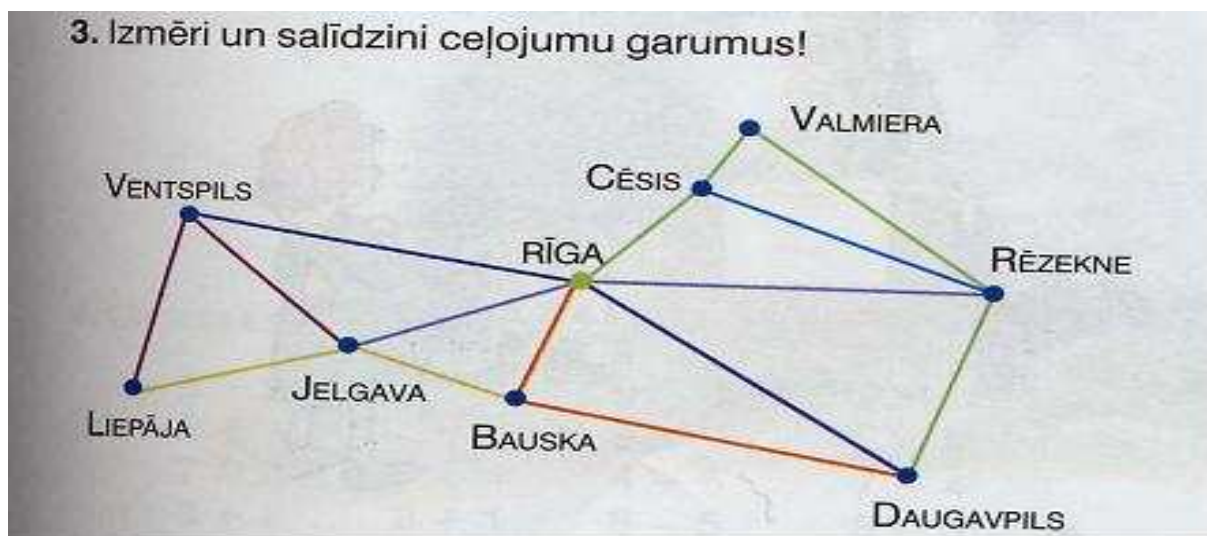 3. Izmēri un salīdzini ceļojumu garumus!
VALMIERA
CĒSIS
VENTSPILS
RĪGA
RĒZEKNE
JELGAVA
LIEPĀJA
BAUSKA
DAUGAVPILS